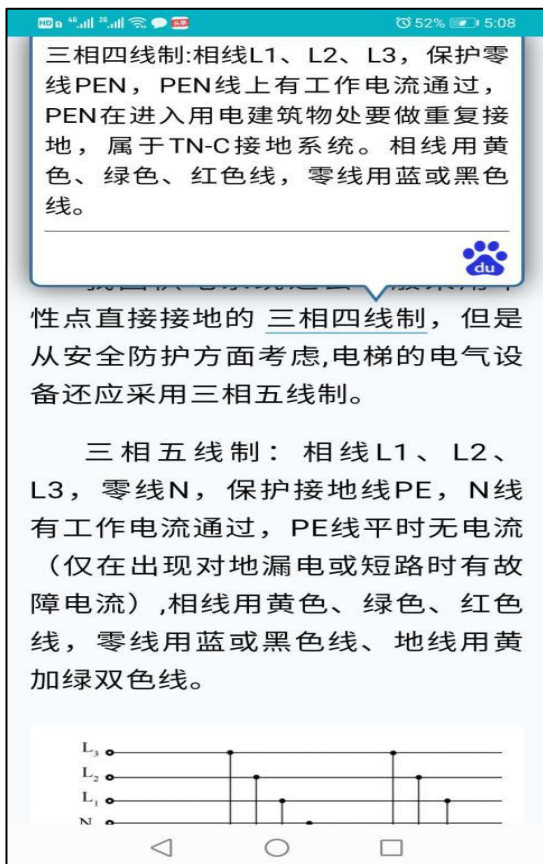 HD 46 26 52% 5:08
三相四线制:相线L1、L2、L3，保护零
线PEN，PEN线上有工作电流通过，
PEN在进入用电建筑物处要做重复接
地，属于TN-C接地系统。相线用黄
色、绿色、红色线，零线用蓝或黑色
线。
du
性点直接接地的 三相四线制，但是
从安全防护方面考虑,电梯的电气设
备还应采用三相五线制。
三相五线制：相线L1、L2、
L3，零线N，保护接地线PE，N线
有工作电流通过，PE线平时无电流
（仅在出现对地漏电或短路时有故
障电流）,相线用黄色、绿色、红色
线，零线用蓝或黑色线、地线用黄
加绿双色线。
L3
L2
L1
N